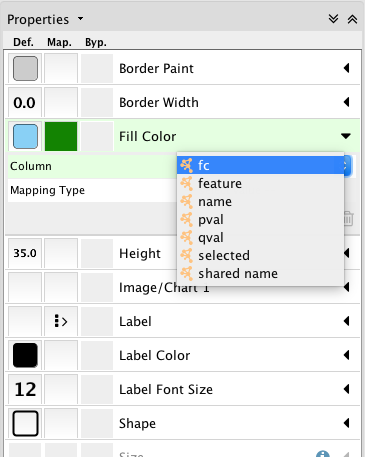 Properties
Def. Map. Byp.
Border Paint
0.0 Border Width
Fill Color
Column fc
Mapping Type feature
name
pval
qval
selected
shared name
35.0 Height
Image/Chart 1
Label
Label Color
12 Label Font Size
Shape
Size